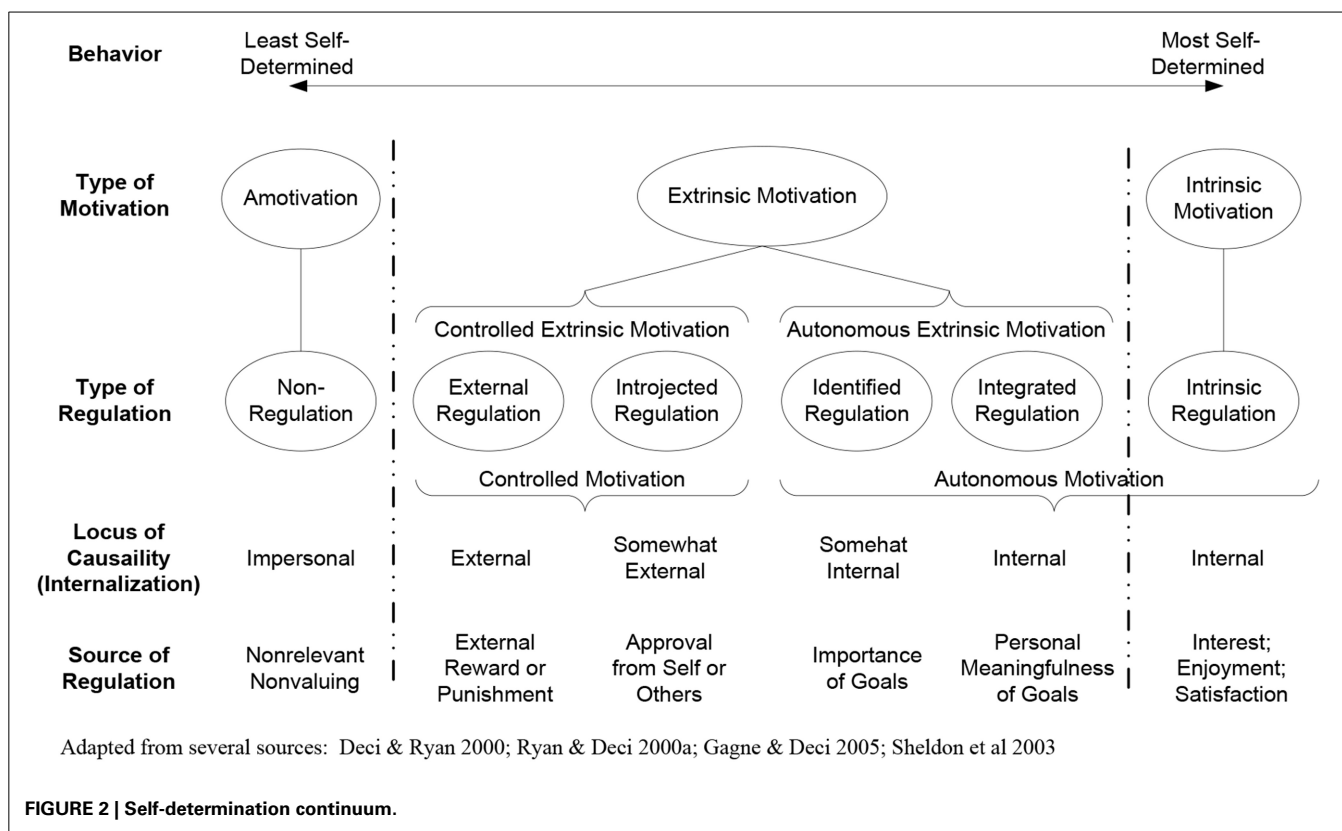 Behavior
Least Self-
Determined
Most Self-
Determined
Type of
Motivation
Amotivation
Extrinsic Motivation
Intrinsic
Motivation
Controlled Extrinsic Motivation
Autonomous Extrinsic Motivation
Type of
Regulation
Non-
Regulation
External
Regulation
Introjected
Regulation
Identified
Regulation
Integrated
Regulation
Intrinsic
Regulation
Controlled Motivation
Autonomous Motivation
Locus of
Causaility
(Internalization)
Impersonal
External
Somewhat
External
Somehat
Internal
Internal
Internal
Source of
Regulation
Nonrelevant
Nonvaluing
External
Reward or
Punishment
Approval
from Self or
Others
Importance
of Goals
Personal
Meaningfulness
of Goals
Interest;
Enjoyment;
Satisfaction
Adapted from several sources: Deci & Ryan 2000; Ryan & Deci 2000a; Gagne & Deci 2005; Sheldon et al 2003
FIGURE 2 | Self-determination continuum.